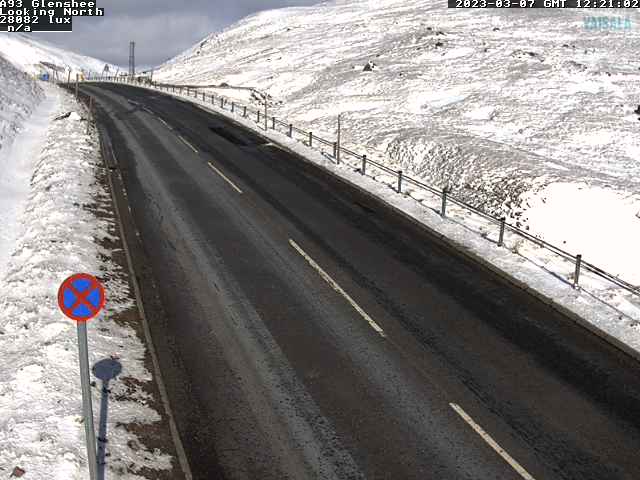 A93 Glenshee
Looking North
28082 lux
n/a
2023-03-07 GMT 12:21:02
VAISALA